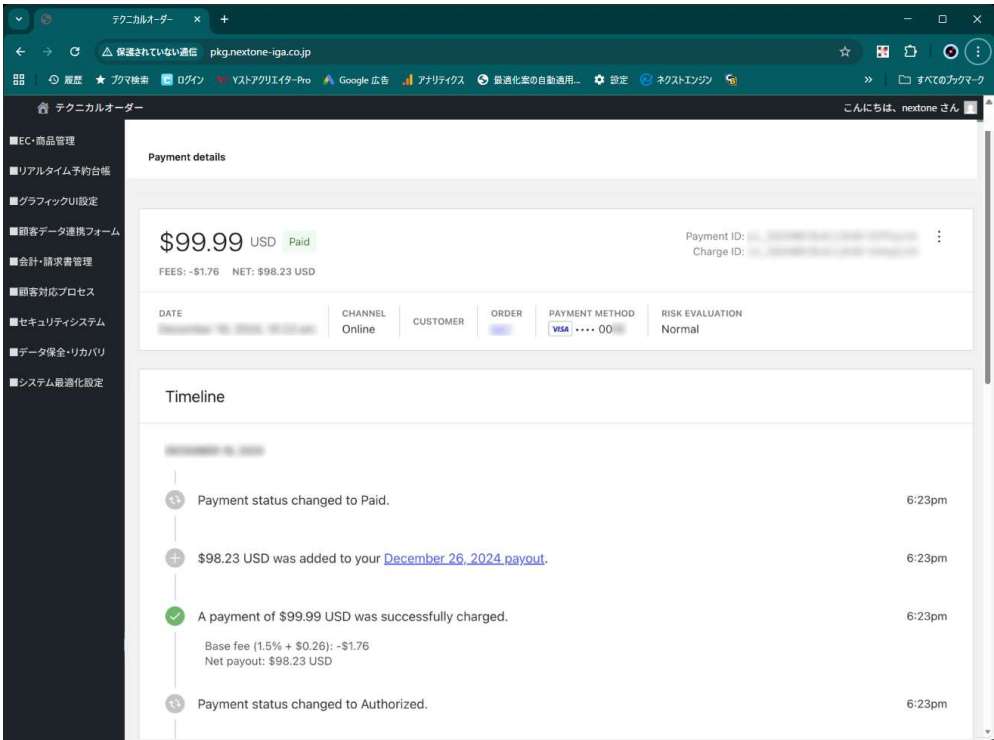 テクニカルオーダー
保護されていない通信 pkg.nextone-iga.co.jp
履歴 ブクマ検索 ログイン YストアクリエイターPro Google 広告 アナリティクス 最適化案の自動適用... 設定 ネクストエンジン すべてのブックマーク
テクニカルオーダー こんにちは、nextone さん
■EC・商品管理
■リアルタイム予約台帳
■グラフィックUI設定
■顧客データ連携フォーム
■会計・請求書管理
■顧客対応プロセス
■セキュリティシステム
■データ保全・リカバリ
■システム最適化設定
Payment details
$99.99 USD Paid
Payment ID:
Charge ID:
FEES: -$1.76 NET: $98.23 USD
DATE CHANNEL CUSTOMER ORDER PAYMENT METHOD RISK EVALUATION
Online VISA •••• 00 Normal
Timeline
Payment status changed to Paid. 6:23pm
$98.23 USD was added to your December 26, 2024 payout. 6:23pm
A payment of $99.99 USD was successfully charged. 6:23pm
Base fee (1.5% + $0.26): -$1.76
Net payout: $98.23 USD
Payment status changed to Authorized. 6:23pm